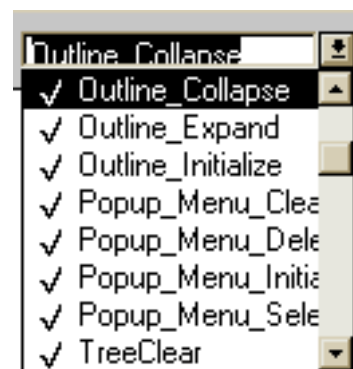 Outline_Collapse
Outline_Collapse
Outline_Expand
Outline_Initialize
Popup_Menu_Clea
Popup_Menu_Dele
Popup_Menu_Initia
Popup_Menu_Sele
TreeClear